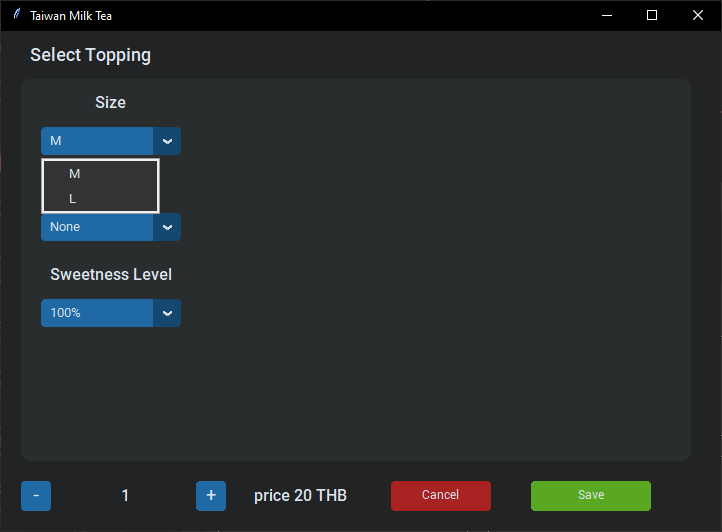 Taiwan Milk Tea
Select Topping
Size
M
M
L
None
Sweetness Level
100%
- 1 + price 20 THB Cancel Save